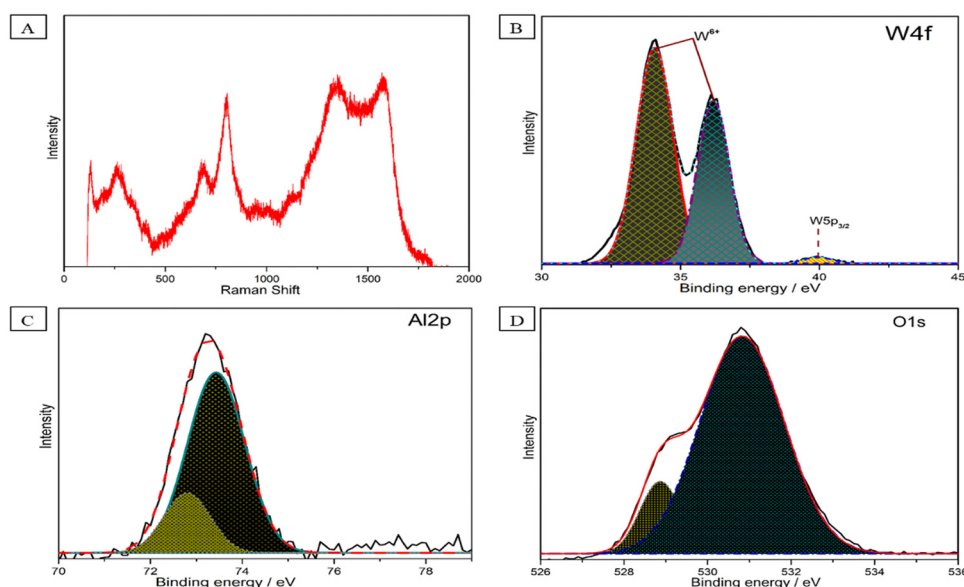 A
Intensity
0 500 1000 1500 2000
Raman Shift
B
W4f
W6+
W5p3/2
Intensity
30 35 40 45
Binding energy / eV
C
Al2p
Intensity
70 72 74 76 78
Binding energy / eV
D
O1s
Intensity
526 528 530 532 534 536
Binding energy / eV